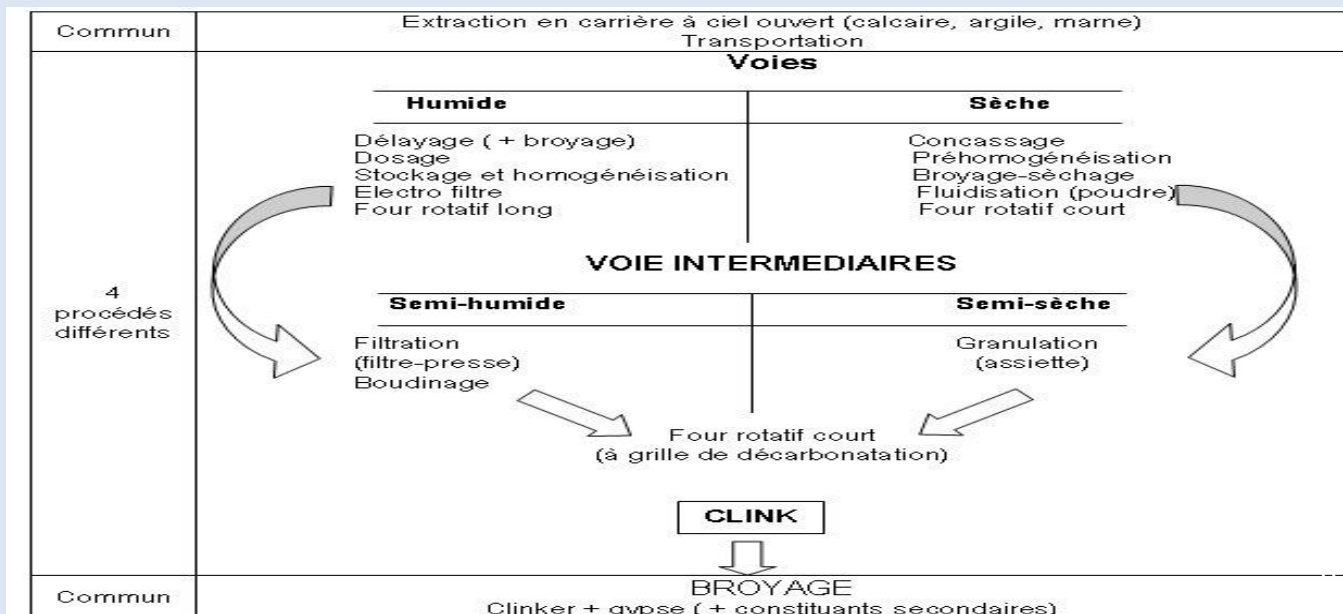 Commun
Extraction en carrière à ciel ouvert (calcaire, argile, marne)
Transportation
4
procédés
différents
Voies
Humide
Sèche
Délayage ( + broyage)
Dosage
Stockage et homogénéisation
Electro filtre
Four rotatif long
Concassage
Préhomogénéisation
Broyage-sèchage
Fluidisation (poudre)
Four rotatif court
VOIE INTERMEDIAIRES
Semi-humide
Semi-sèche
Filtration
(filtre-presse)
Boudinage
Granulation
(assiette)
Four rotatif court
(à grille de décarbonatation)
CLINK
Commun
BROYAGE
Clinker + gypse ( + constituants secondaires)